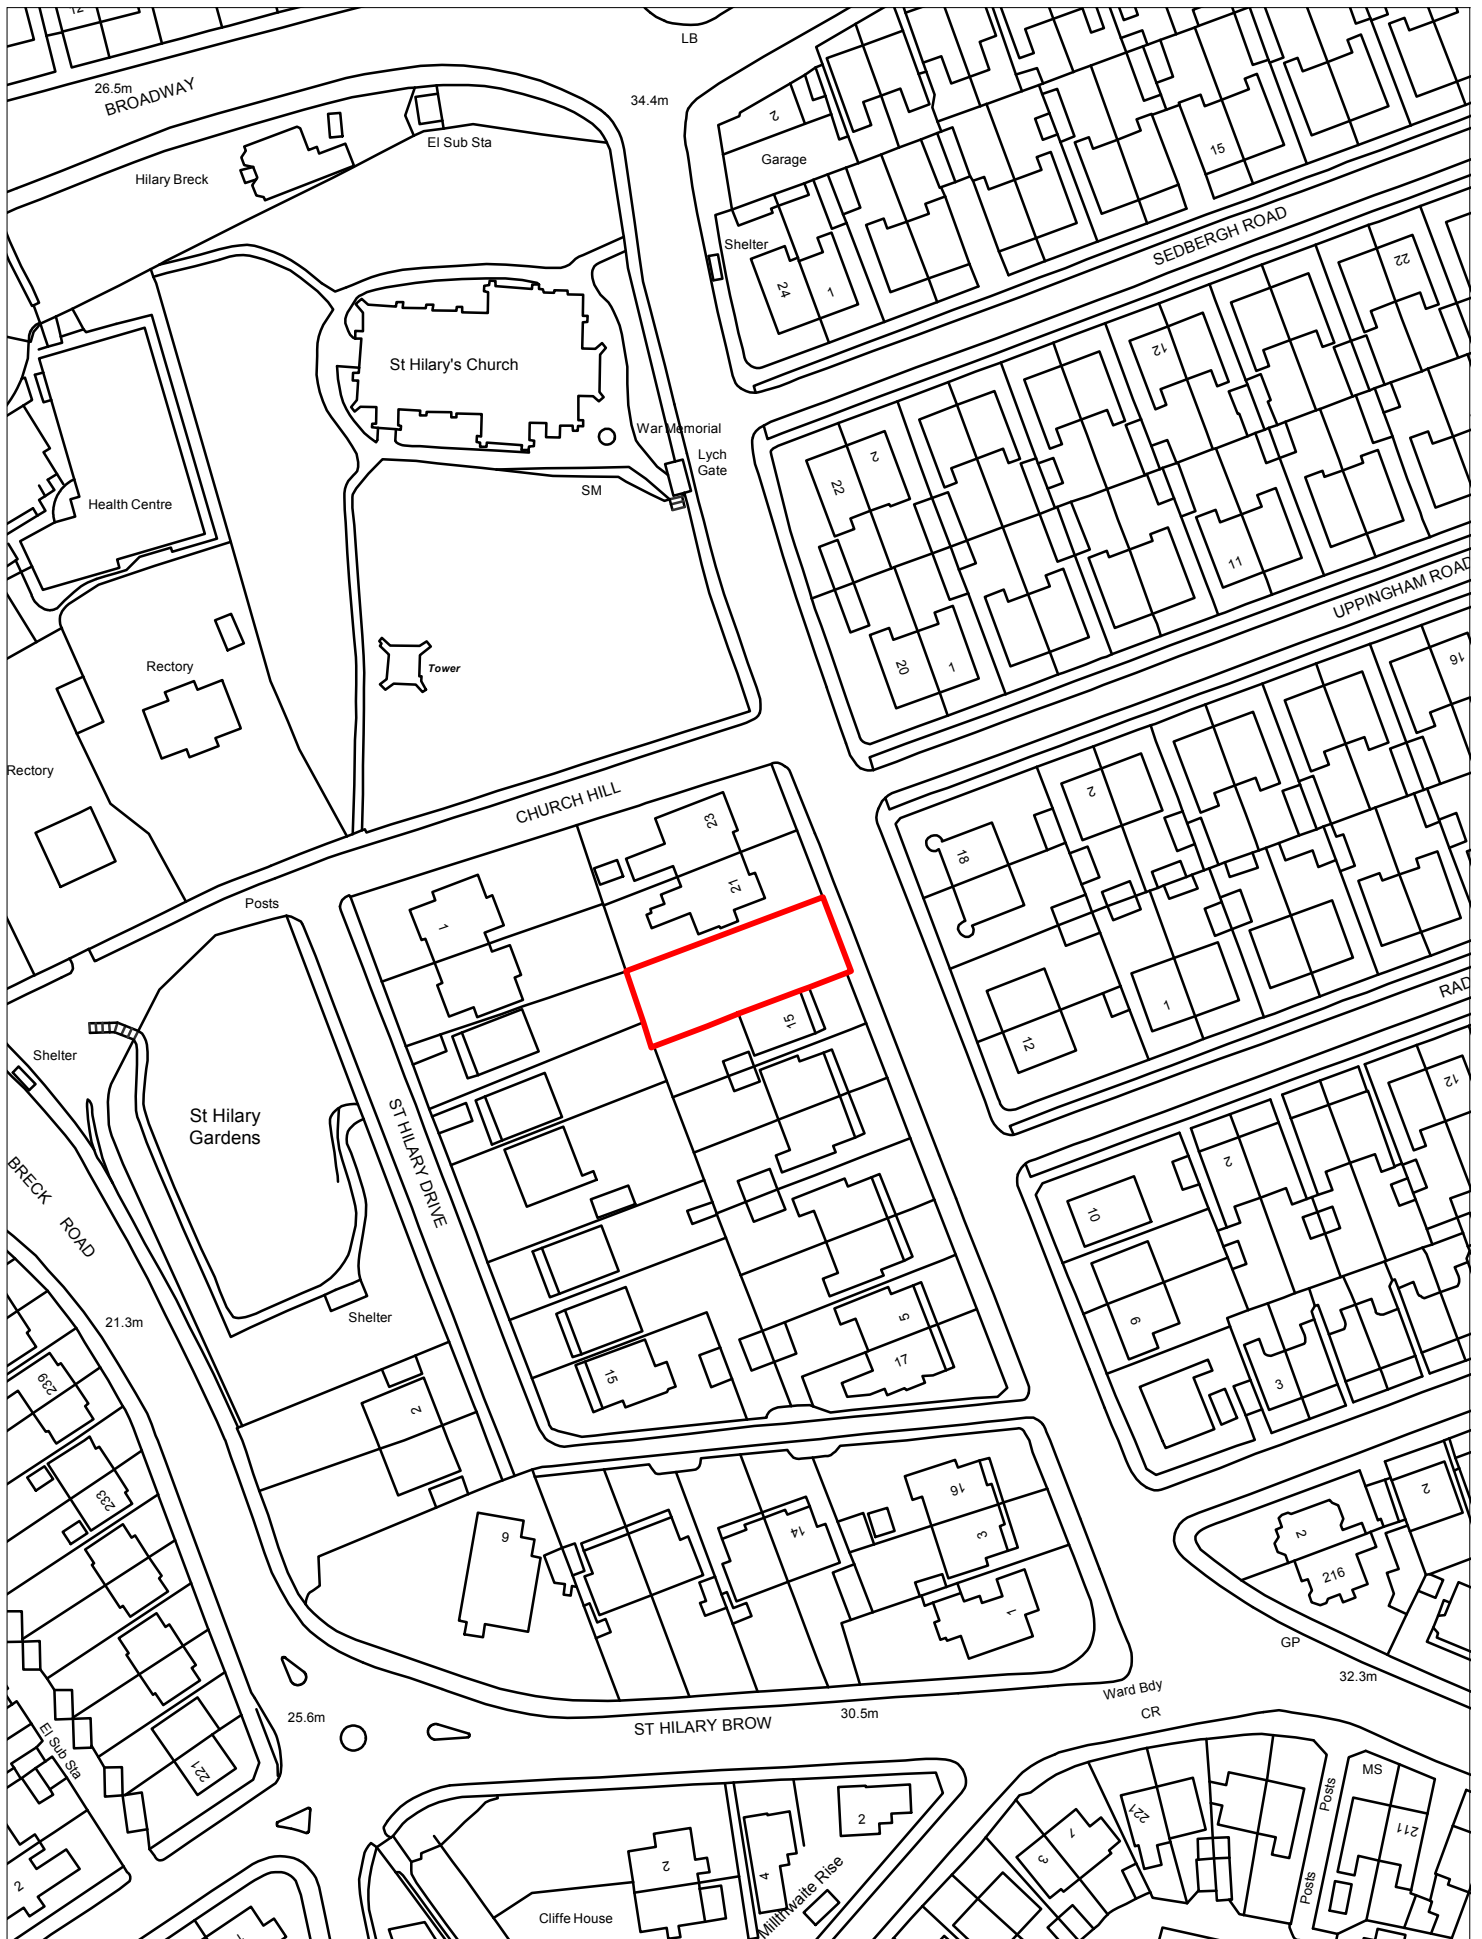 12
LB
26.5m
BROADWAY
34.4m
El Sub Sta
2
Garage
15
Hilary Breck
SEDBERGH ROAD
Shelter
22
24
1
St Hilary's Church
12
War Memorial
Lych
Gate
2
22
SM
Health Centre
11
UPPINGHAM ROAD
Rectory
Tower
20
1
16
Rectory
CHURCH HILL
2
23
18
21
Posts
1
RAD
1
15
12
Shelter
St Hilary
Gardens
ST HILARY DRIVE
12
2
BRECK
ROAD
10
21.3m
Shelter
5
9
17
239
15
3
2
16
2
233
6
14
3
2
216
1
GP
32.3m
Ward Bdy
CR
25.6m
ST HILARY BROW
30.5m
El Sub Sta
221
MS
Posts
221
211
2
1
3
2
4
Millthwaite Rise
Posts
2
Cliffe House